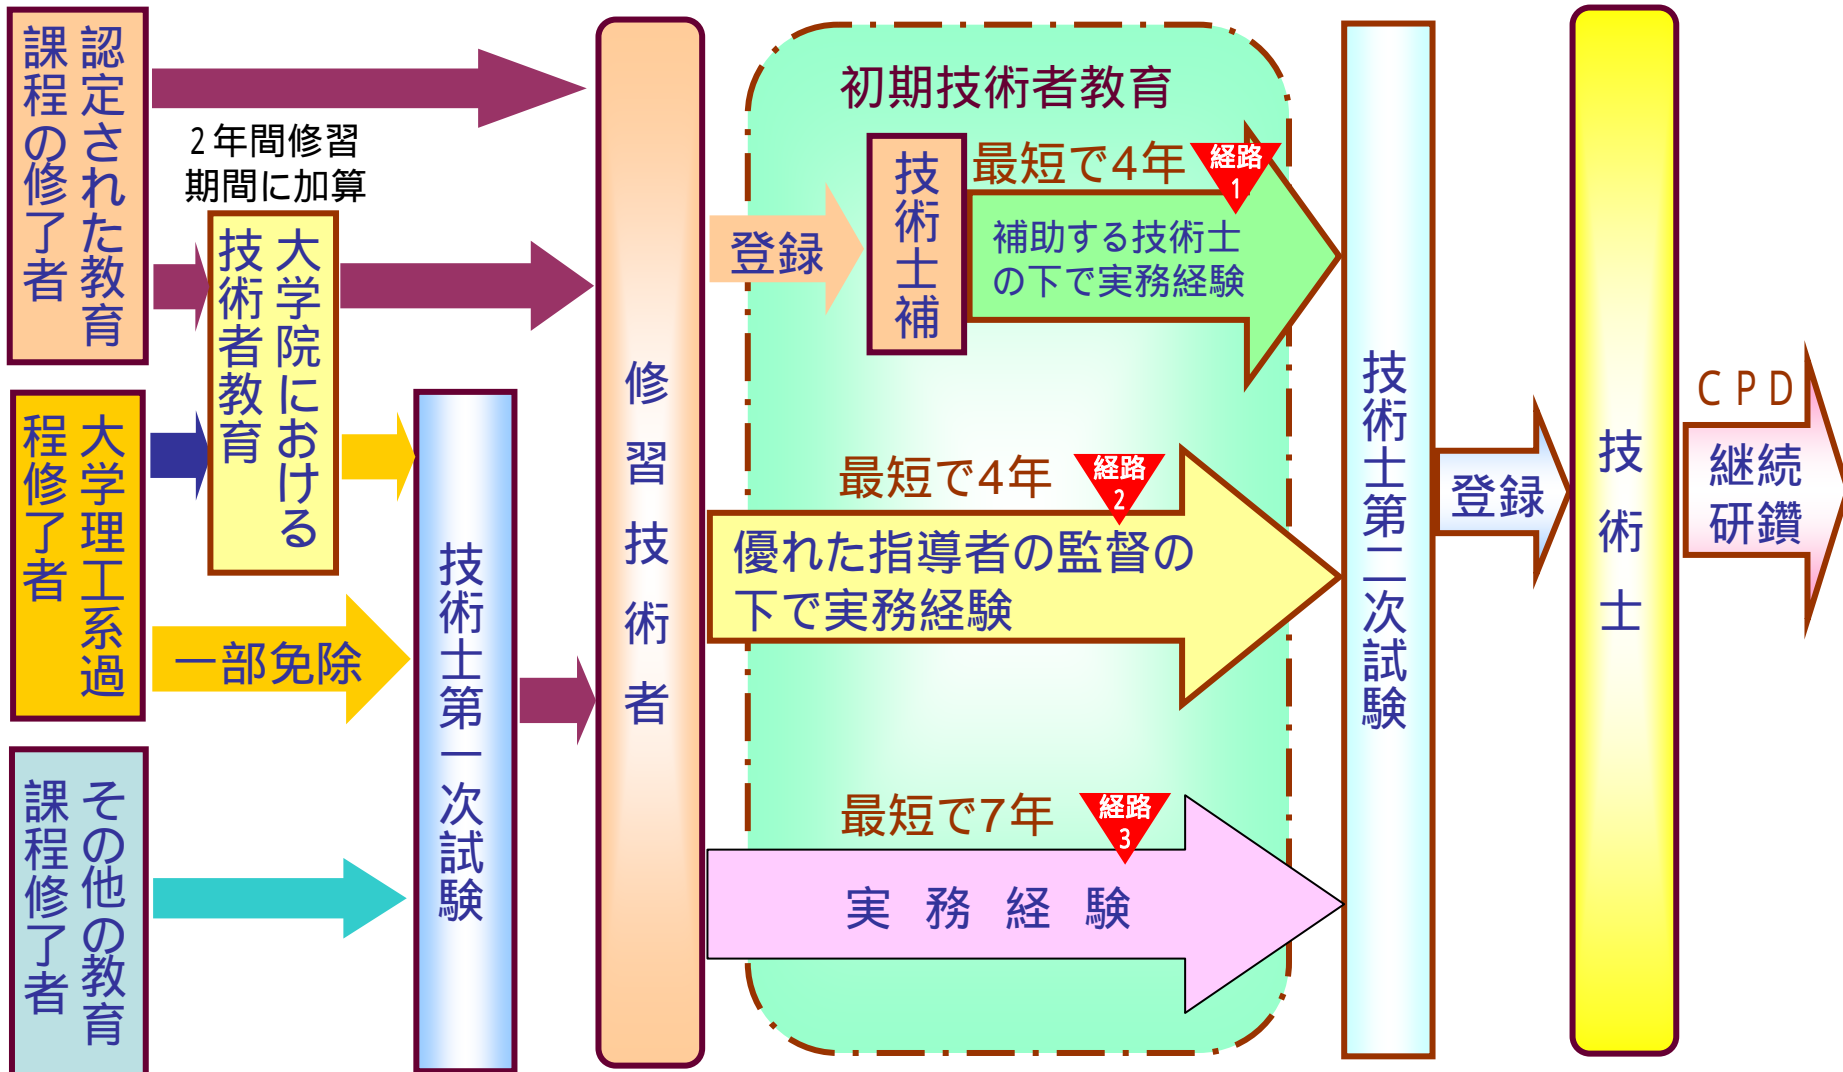 認定された教育
課程の修了者
2年間修習
期間に加算
大学院における
技術者教育
大学理工系過
程修了者
一部免除
その他の教育
課程修了者
技術士第一次試験
修習技術者
初期技術者教育
登録
技術士補
最短で4年
経路
1
補助する技術士
の下で実務経験
最短で4年
経路
2
優れた指導者の監督の
下で実務経験
最短で7年
経路
3
実務経験
技術士第二次試験
登録
技術士
CPD
継続
研鑽